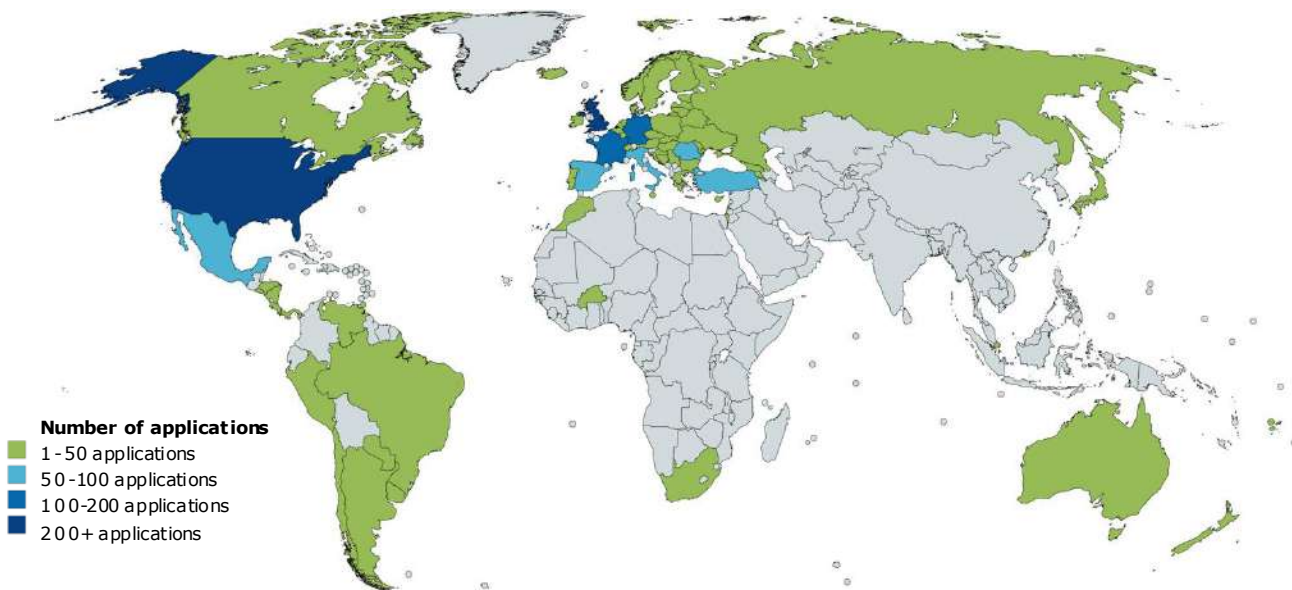 Number of applications
1-50 applications
50-100 applications
100-200 applications
200+ applications